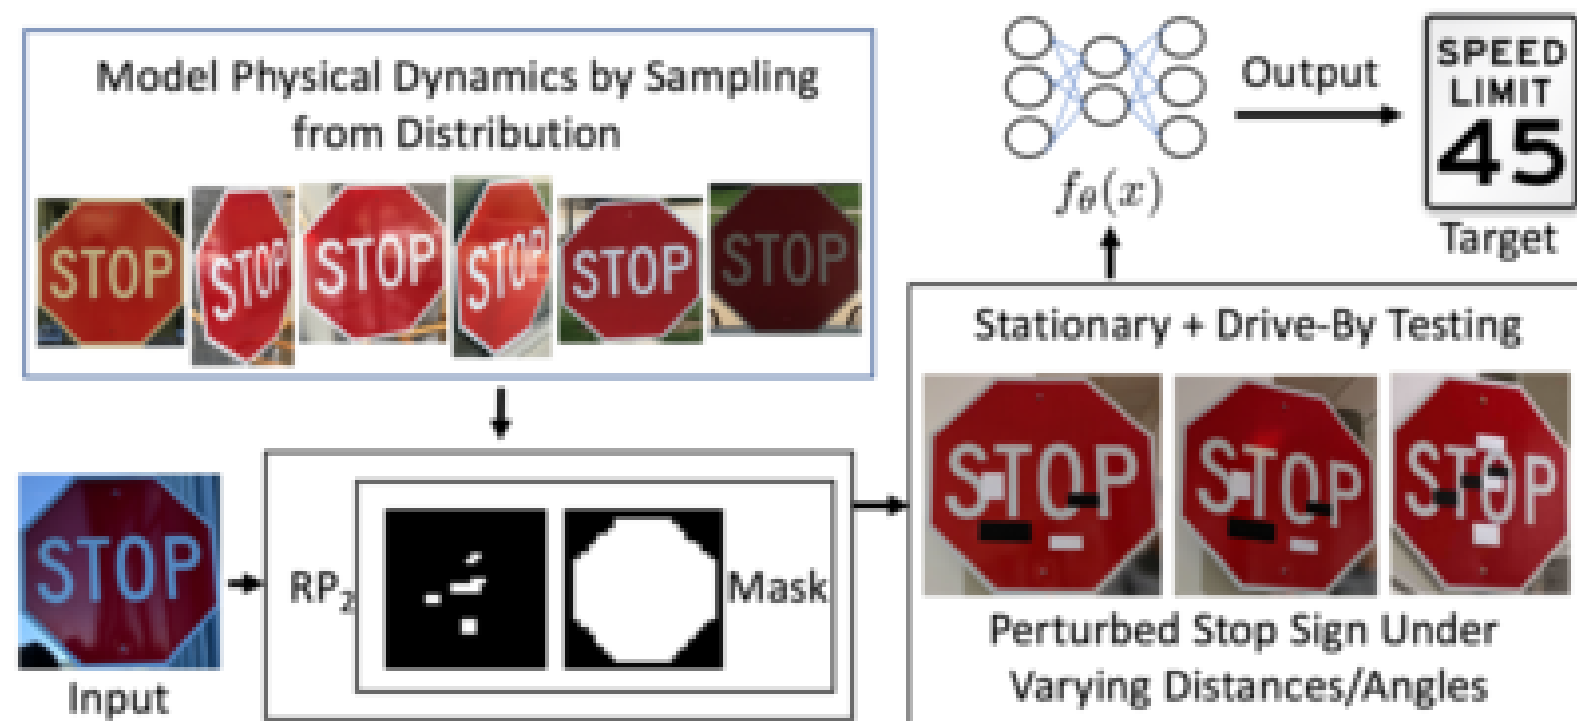 Model Physical Dynamics by Sampling
from Distribution
STOP STOP STOP STOP STOP STOP
Output
SPEED
LIMIT
45
Target
fθ(x)
Stationary + Drive-By Testing
STOP STOP STOP
Perturbed Stop Sign Under
Varying Distances/Angles
STOP
Input
RP2
Mask